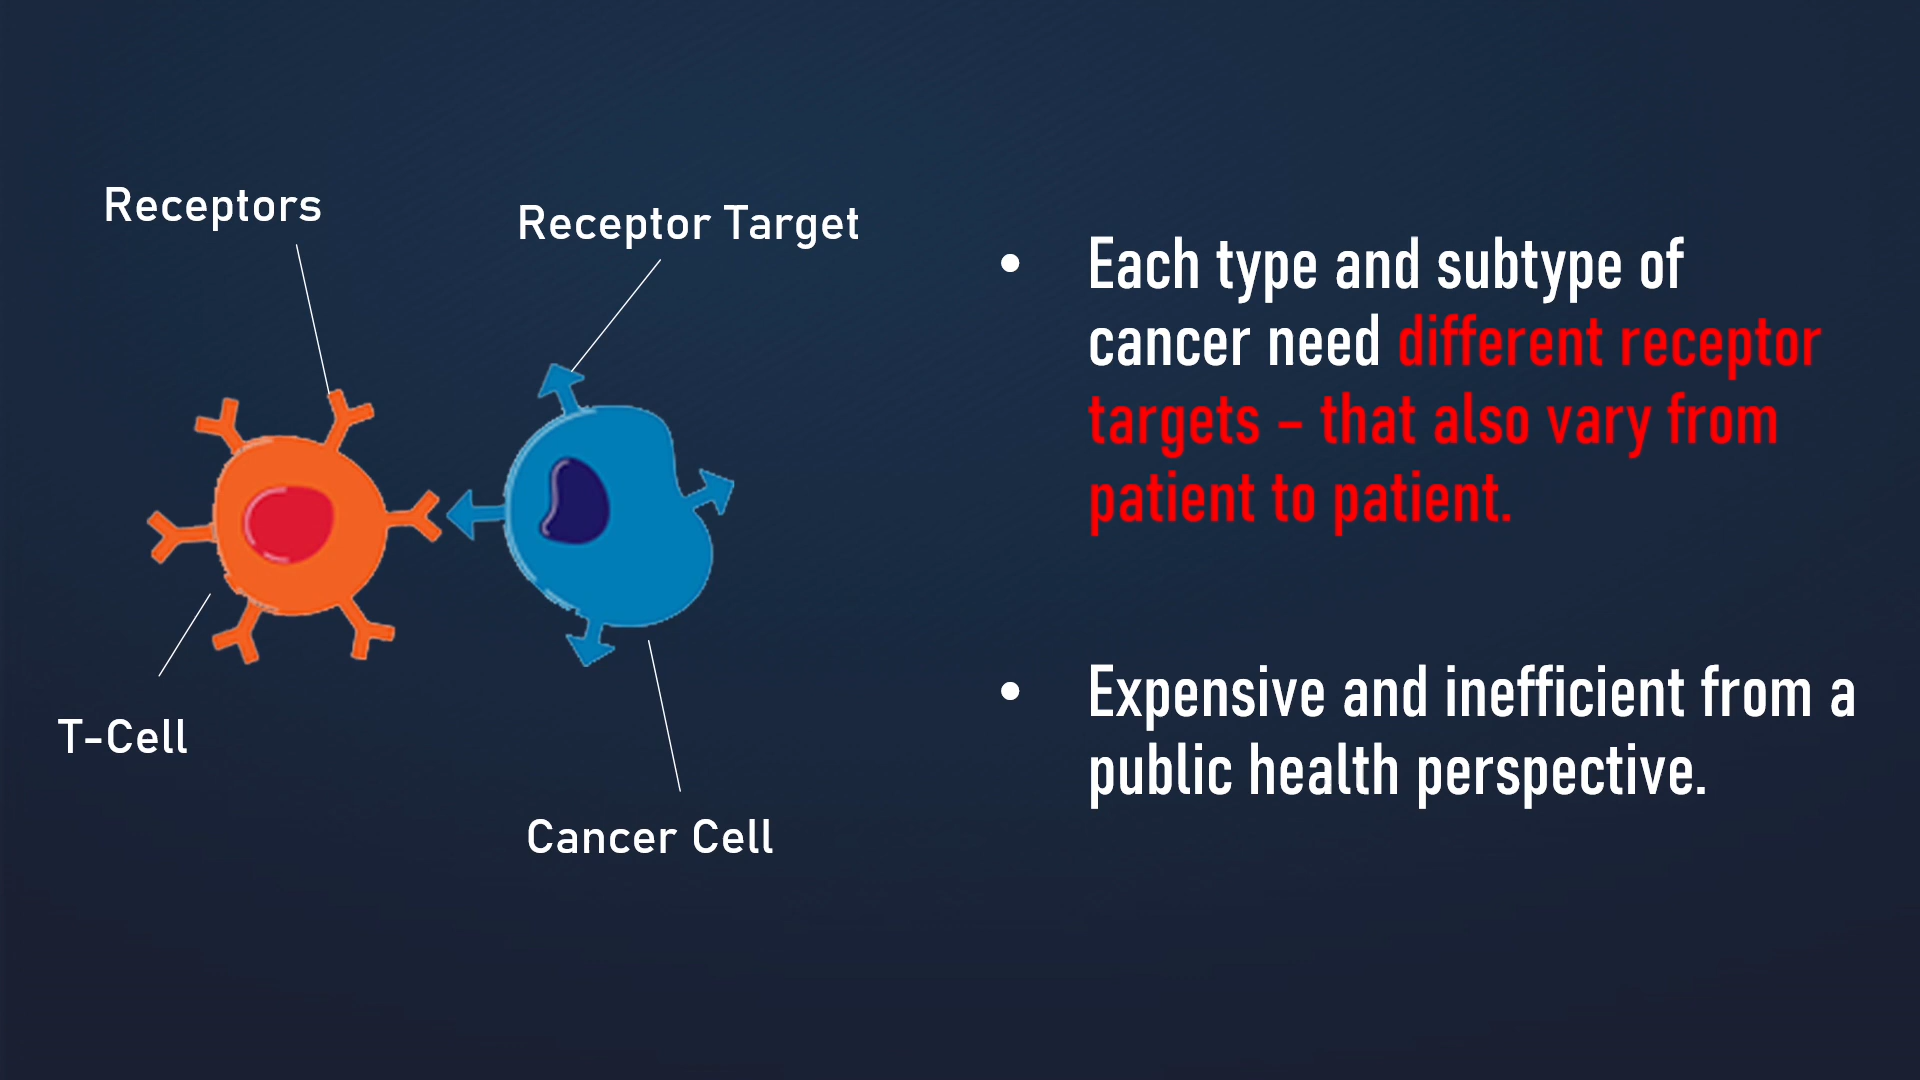 Receptors
Receptor Target
T-Cell
Cancer Cell
• Each type and subtype of
cancer need different receptor
targets – that also vary from
patient to patient.
• Expensive and inefficient from a
public health perspective.